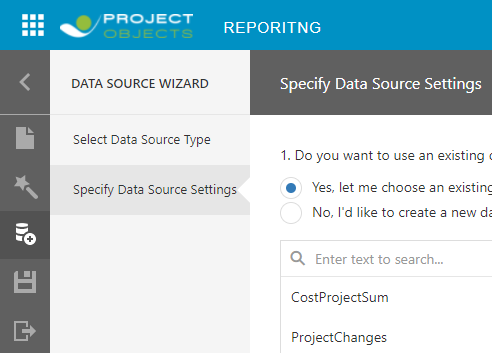 PROJECT
OBJECTS
REPORITNG
DATA SOURCE WIZARD
Specify Data Source Settings
Select Data Source Type
Specify Data Source Settings
1. Do you want to use an existing
Yes, let me choose an existing
No, I'd like to create a new
Enter text to search...
CostProjectSum
ProjectChanges